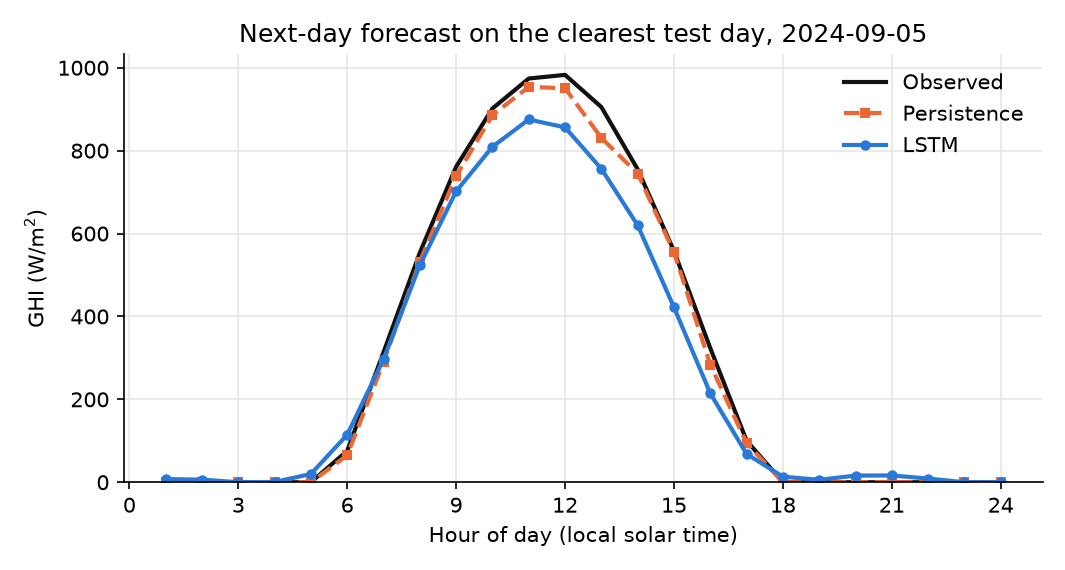 Next-day forecast on the clearest test day, 2024-09-05
Observed
Persistence
LSTM
GHI (W/m²)
1000
800
600
400
200
0
0 3 6 9 12 15 18 21 24
Hour of day (local solar time)